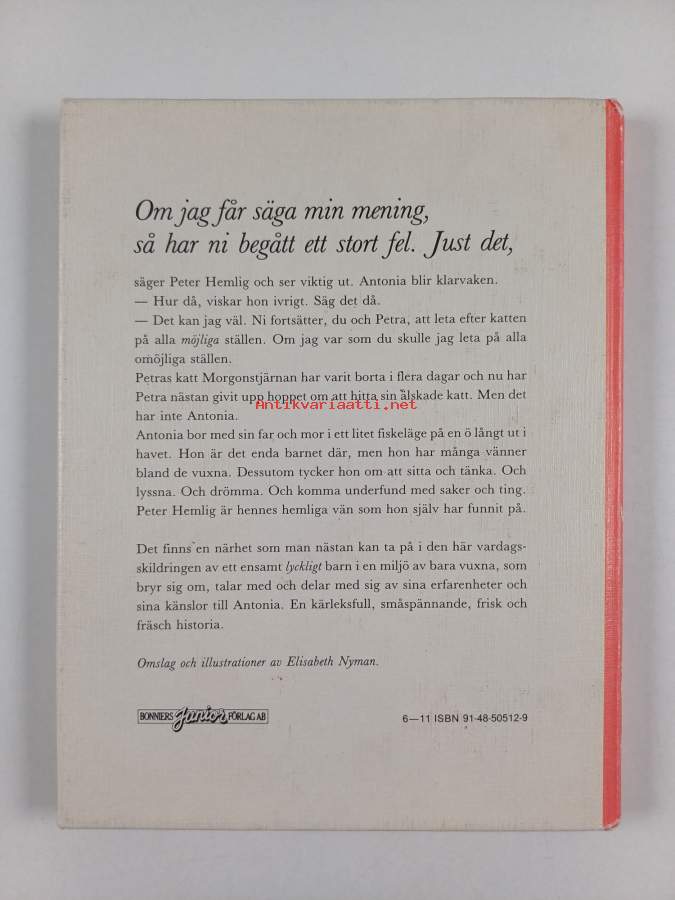 Om jag får säga min mening,
så har ni begått ett stort fel. Just det,
säger Peter Hemlig och ser viktig ut. Antonia blir klarvaken.
— Hur då, viskar hon ivrigt. Säg det då.
— Det kan jag väl. Ni fortsätter, du och Petra, att leta efter katten
på alla möjliga ställen. Om jag var som du skulle jag leta på alla
omöjliga ställen.
Petras katt Morgonstjärnan har varit borta i flera dagar och nu har
Petra nästan givit upp hoppet om att hitta sin älskade katt. Men det
Antikvariaatti.net
har inte Antonia.
Antonia bor med sin far och mor i ett litet fiskeläge på en ö långt ut i
havet. Hon är det enda barnet där, men hon har många vänner
bland de vuxna. Dessutom tycker hon om att sitta och tänka. Och
lyssna. Och drömma. Och komma underfund med saker och ting.
Peter Hemlig är hennes hemliga vän som hon själv har funnit på.
Det finns en närhet som man nästan kan ta på i den här vardags-
skildringen av ett ensamt lyckligt barn i en miljö av bara vuxna, som
bryr sig om, talar med och delar med sig av sina erfarenheter och
sina känslor till Antonia. En kärleksfull, småspännande, frisk och
fräsch historia.
Omslag och illustrationer av Elisabeth Nyman.
BONNIERS Junior FÖRLAG AB
6—11 ISBN 91-48-50512-9